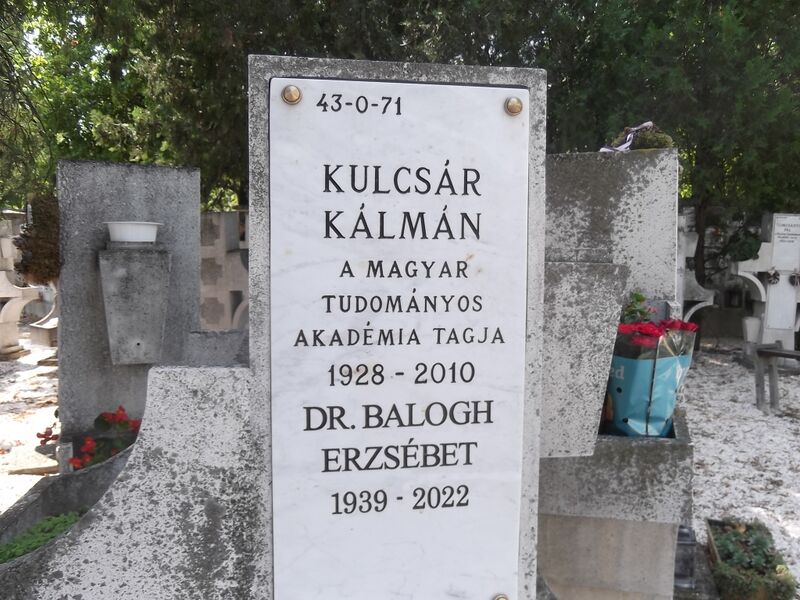 43-0-71
KULCSÁR
KÁLMÁN
A MAGYAR
TUDOMÁNYOS
AKADÉMIA TAGJA
1928 - 2010
DR. BALOGH
ERZSÉBET
1939 - 2022